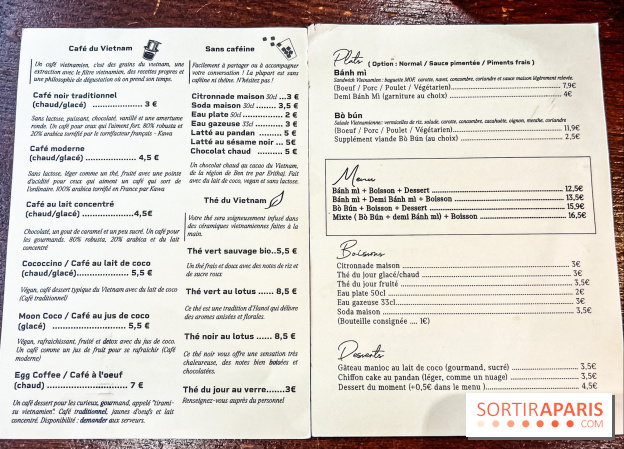 Café du Vietnam
Un café vietnamien, c'est des grains du vietnam, une
extraction avec le filtre vietnamien, des recettes propres et
une philosophie de dégustation où on prend son temps.
Café noir traditionnel
(chaud/glacé) .................. 3 €
Sans lactose, puissant, chocolat, vanille et une amertume
ronde. Un café pour ceux qui l'aiment fort. 80% robusta et
20% arabica torréfié par le torréfacteur français - Kawa
Café moderne
(chaud/glacé) .................. 4,5 €
Sans lactose, léger comme un thé, fruité avec une pointe
d'acidité pour ceux qui aiment un café qui sort de
l'ordinaire. 100% arabica torréfié en France par Kawa
Café au lait concentré
(chaud/glacé)..................4,5€
Chocolat, un gout de caramel et un peu sucré. Un café pour
les gourmands. 80% robusta, 20% arabica et du lait
concentré
Cococcino / Café au lait de coco
(chaud/glacé)..................5,5 €
Végan, café dessert typique du Vietnam avec du lait de coco
(Café traditionnel)
Moon Coco / Café au jus de coco
(glacé) .................. 5,5 €
Vegan, rafraichissant, fruité et detox avec du jus de coco.
Un café comme un jus de fruit pour se rafraichir (Café
moderne)
Egg Coffee / Café à l'oeuf
(chaud) .......................... 7 €
Un café dessert pour les curieux, gourmand, appelé "tirami-
su vietnamien". Café traditionnel, jaunes d'oeufs et lait
concentré. Disponibilité : demander aux serveurs.
Sans caféine
Facilement à partager ou à accompagner
votre conversation ! La plupart est sans
caféine ni théine. N'hésitez pas !
Citronnade maison 30cl ...3 €
Soda maison 30cl ........ 3,5 €
Eau plate 50cl ............. 2 €
Eau gazeuse 33cl .......... 3 €
Latté au pandan ........ 5 €
Latté au sésame noir ... 5€
Chocolat chaud ......... 5 €
Un chocolat chaud au cacao du Vietnam,
de la région de Ben tre par Erithaj. Fait
avec du lait de coco, vegan et sans lactose.
Thé du Vietnam
Votre thé sera soigneusement infusé dans
des céramiques vietnamiennes faites à la
main.
Thé vert sauvage bio..5,5 €
Un thé frais et doux avec des notes de riz et
de sucre roux
Thé vert au lotus ...... 8,5 €
Ce thé est une tradition d'Hanoï qui délivre
des aromes anisées et florales.
Thé noir au lotus ...... 8,5 €
Ce thé noir vous offre une sensation très
chaleureuse, des notes bien boisées et
chocolatées.
Thé du jour au verre.......3€
Renseignez-vous auprès du personnel
Plats ( Option : Normal / Sauce pimentée / Piments frais )
Bánh mì
Sandwich Vietnamien : baguette MOF, carotte, navet, concombre, coriandre et sauce maison légèrement relevée.
(Boeuf / Porc / Poulet / Végétarien).................. 7,9€
Demi Bánh Mì (garniture au choix) .................. 4€
Bò bún
Salade Vietnamienne: vermicelles de riz, salade, carotte, concombre, cacahuète, oignon, menthe, coriandre
(Boeuf / Porc / Poulet / Végétarien)..................11,9€
Supplément viande Bò Bún (au choix) .................. 2,5€
Menu
Bánh mì + Boisson + Dessert .................. 12,5€
Bánh mì + Demi Bánh mì + Boisson .................. 13,5€
Bò Bún + Boisson + Dessert .................. 15,9€
Mixte ( Bò Bún + demi Bánh mì) + Boisson .................. 16,5€
Boissons
Citronnade maison .................. 3€
Thé du jour glacé/chaud .................. 3€
Thé du jour fruité .................. 3,5€
Eau plate 50cl .................. 2€
Eau gazeuse 33cl.................. 3€
Soda maison .................. 3,5€
(Bouteille consignée .... 1€)
Desserts
Gâteau manioc au lait de coco (gourmand, sucré) .................. 3,5€
Chiffon cake au pandan (léger, comme un nuage) .................. 3,5€
Dessert du moment (+0,5€ dans le menu ) .................. 4,5€
SORTIRAPARIS
.COM